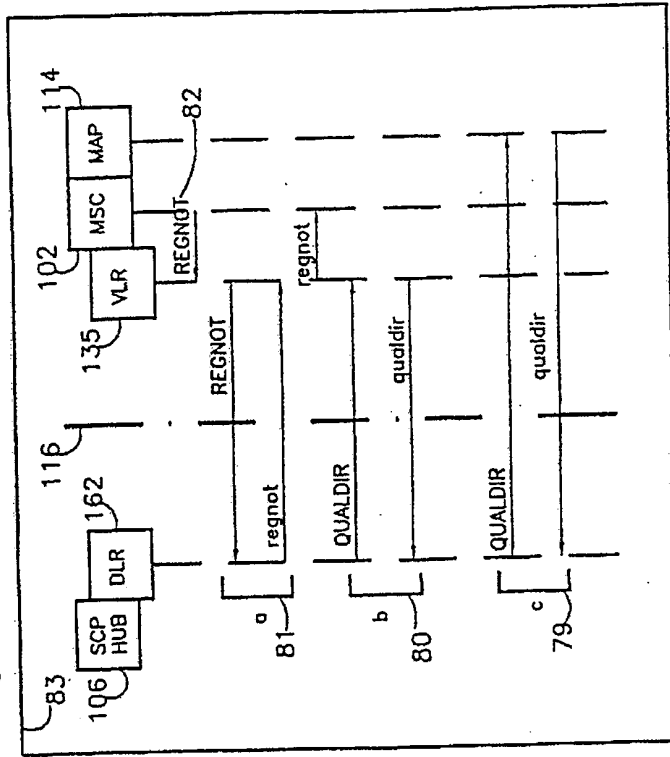 83
106
SCP HUB
DLR
162
116
135
VLR
102
MSC
MAP
114
REGNOT
82
REGNOT
regnot
a
81
regnot
QUALDIR
qualdir
b
80
QUALDIR
qualdir
c
79